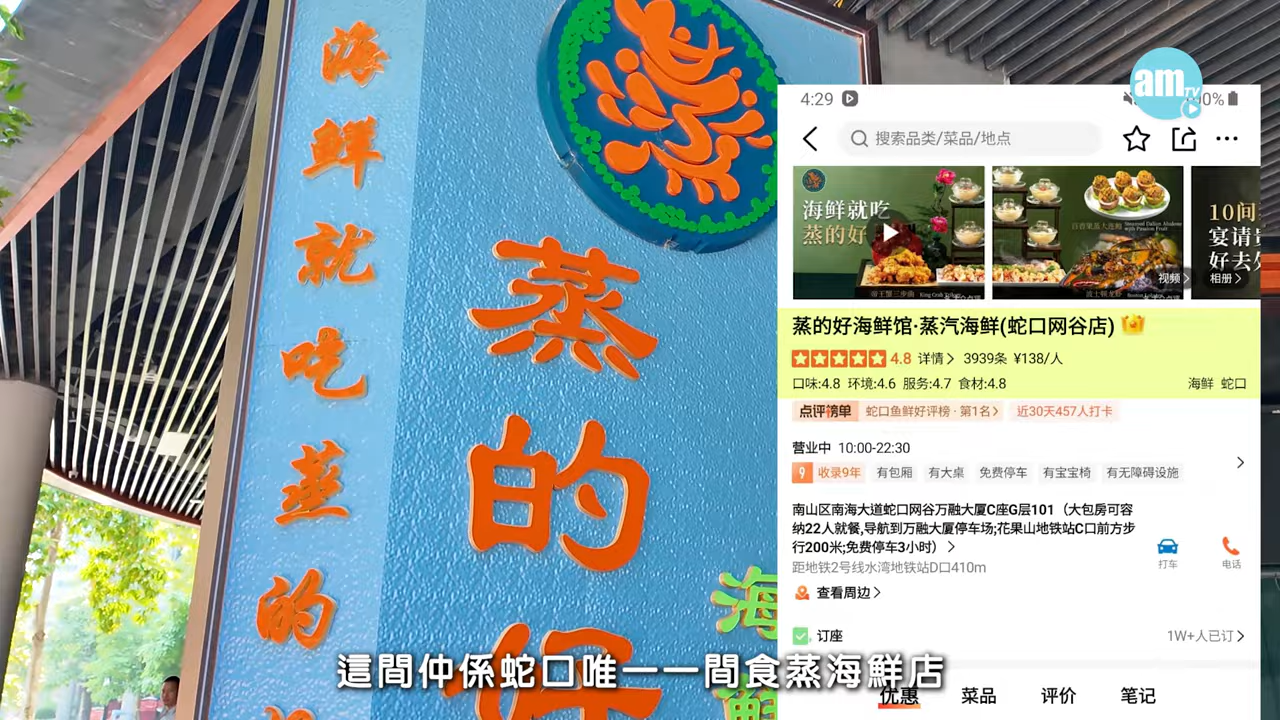 海鮮就吃蒸的
蒸
蒸的好
海鲜
am
TV
4:29
0%
搜索品类/菜品/地点
海鲜就吃
蒸的好
视频
10间
宴请贵
好去处
相册
蒸的好海鲜馆·蒸汽海鲜(蛇口网谷店)
4.8 详情 3939条 ¥138/人
口味:4.8 环境:4.6 服务:4.7 食材:4.8
海鲜 蛇口
点评榜单 蛇口鱼鲜好评榜 · 第1名 近30天457人打卡
营业中 10:00-22:30
9 收录9年 有包厢 有大桌 免费停车 有宝宝椅 有无障碍设施
南山区南海大道蛇口网谷万融大厦C座G层101（大包房可容
纳22人就餐,导航到万融大厦停车场;花果山地铁站C口前方步
行200米;免费停车3小时）
距地铁2号线水湾地铁站D口410m
打车
电话
查看周边
订座
1W+人已订
這間仲係蛇口唯一一間食蒸海鮮店
优惠 菜品 评价 笔记